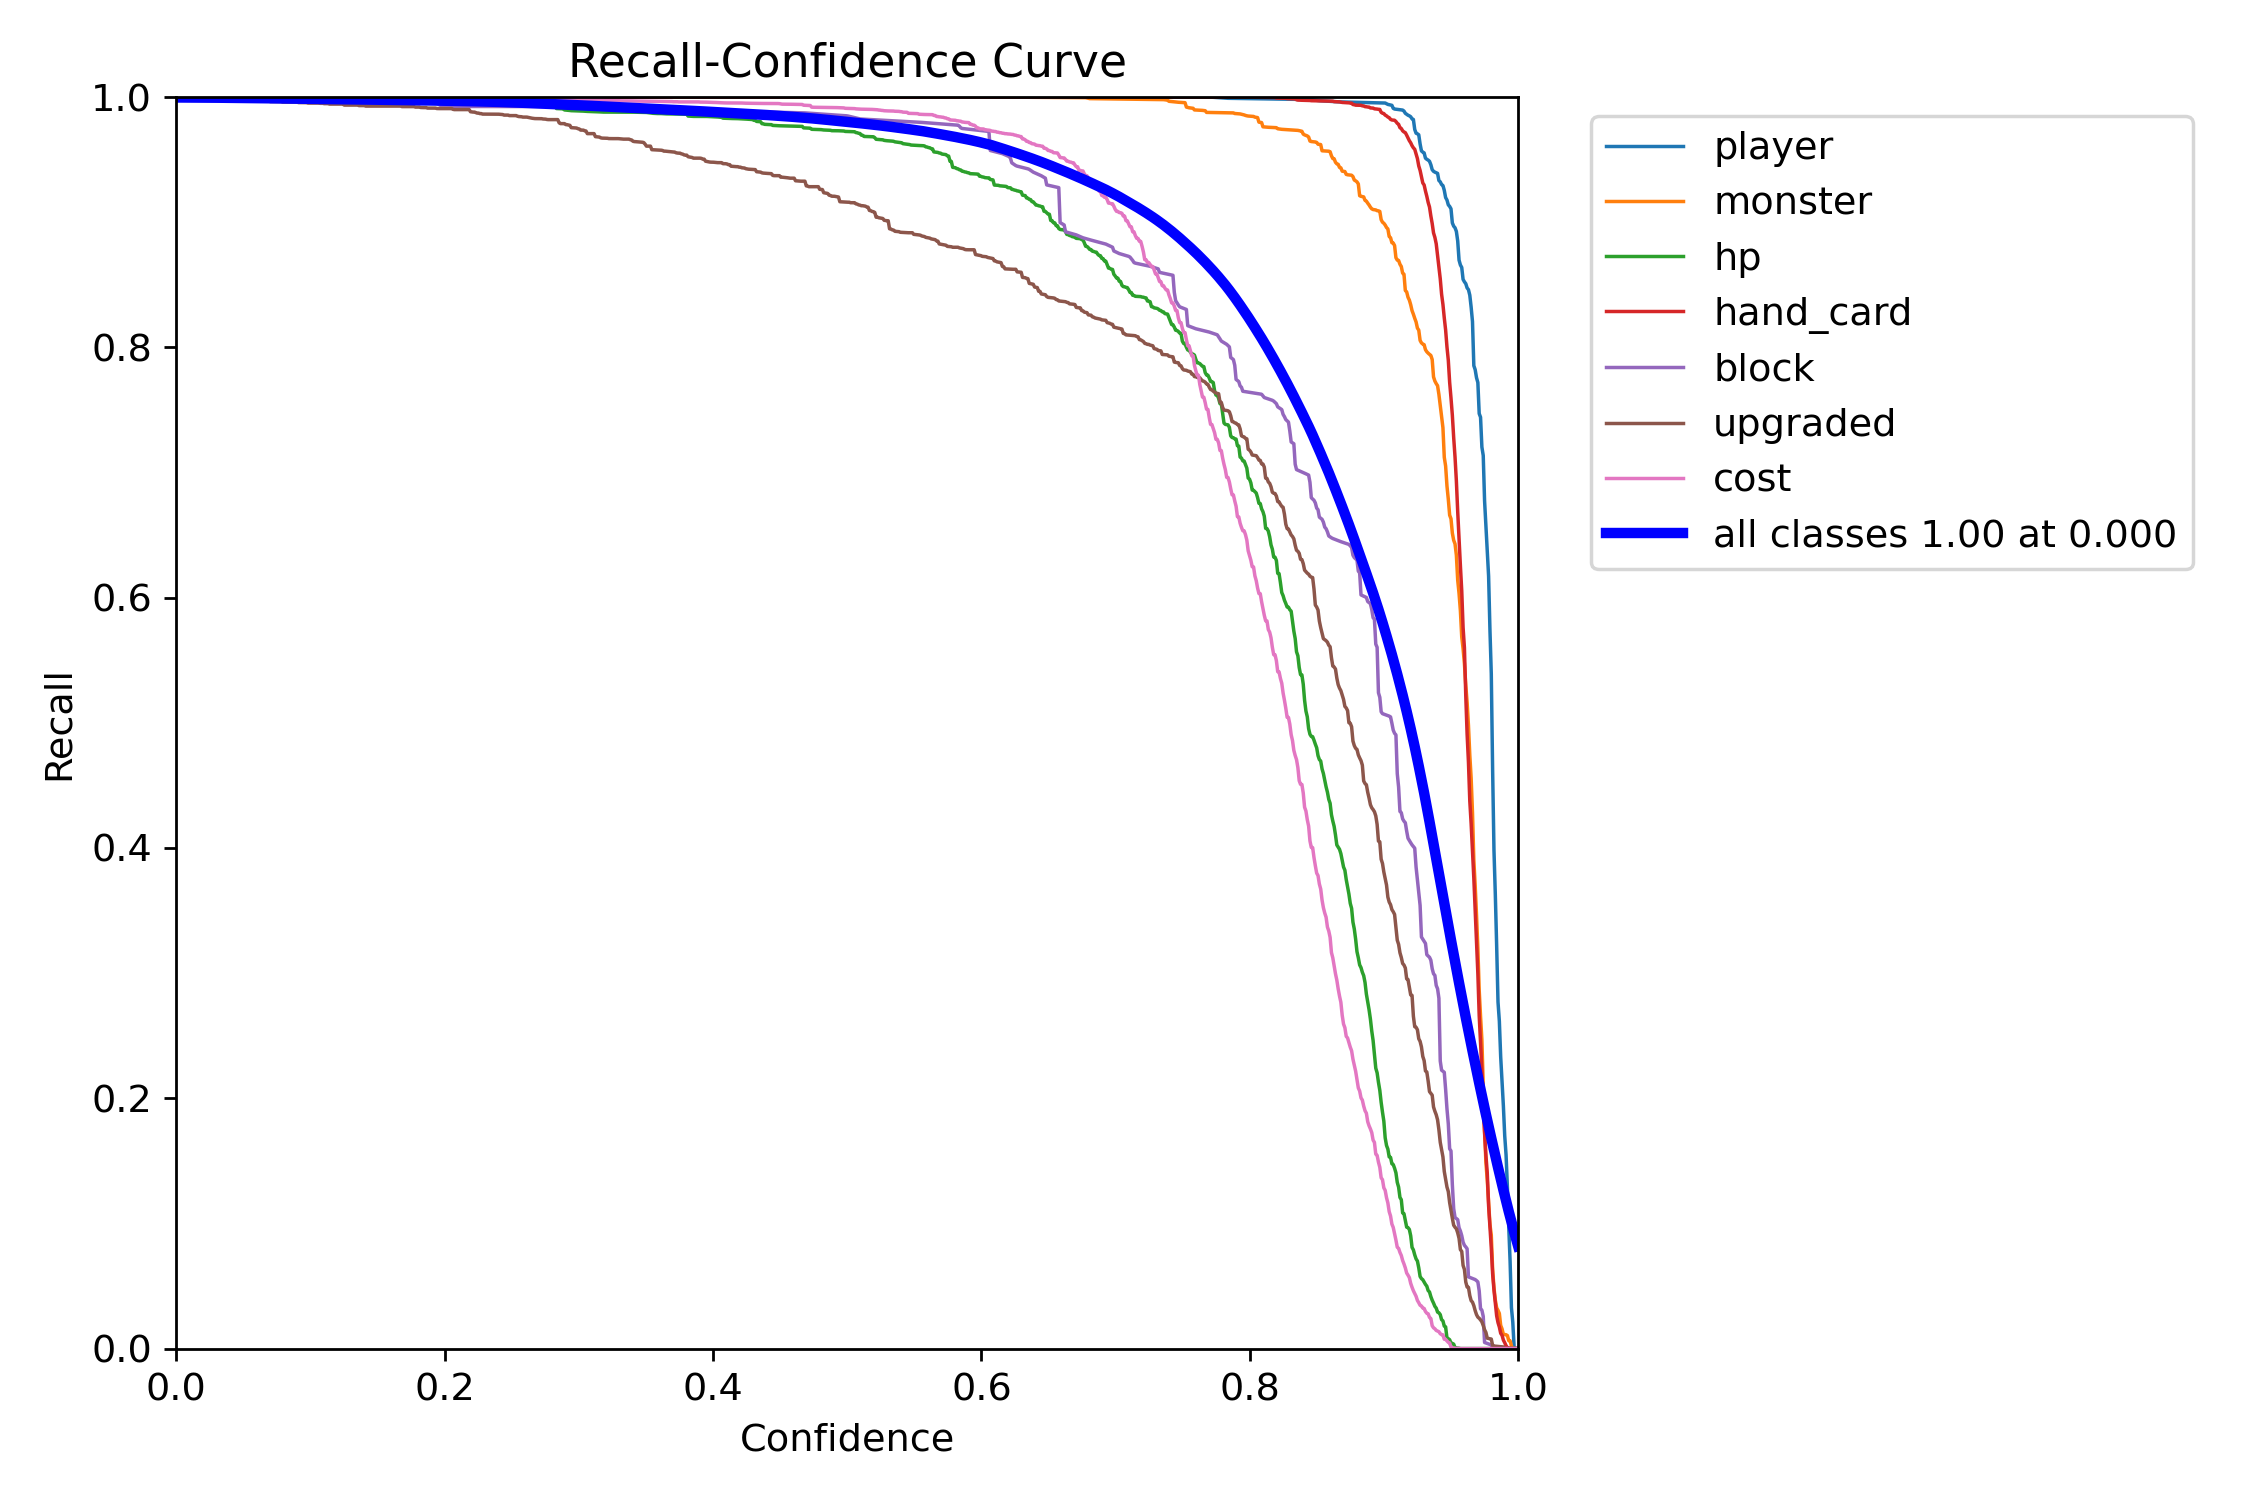 Recall-Confidence Curve
1.0
0.8
0.6
0.4
0.2
0.0
Recall
0.0 0.2 0.4 0.6 0.8 1.0
Confidence
player
monster
hp
hand_card
block
upgraded
cost
all classes 1.00 at 0.000